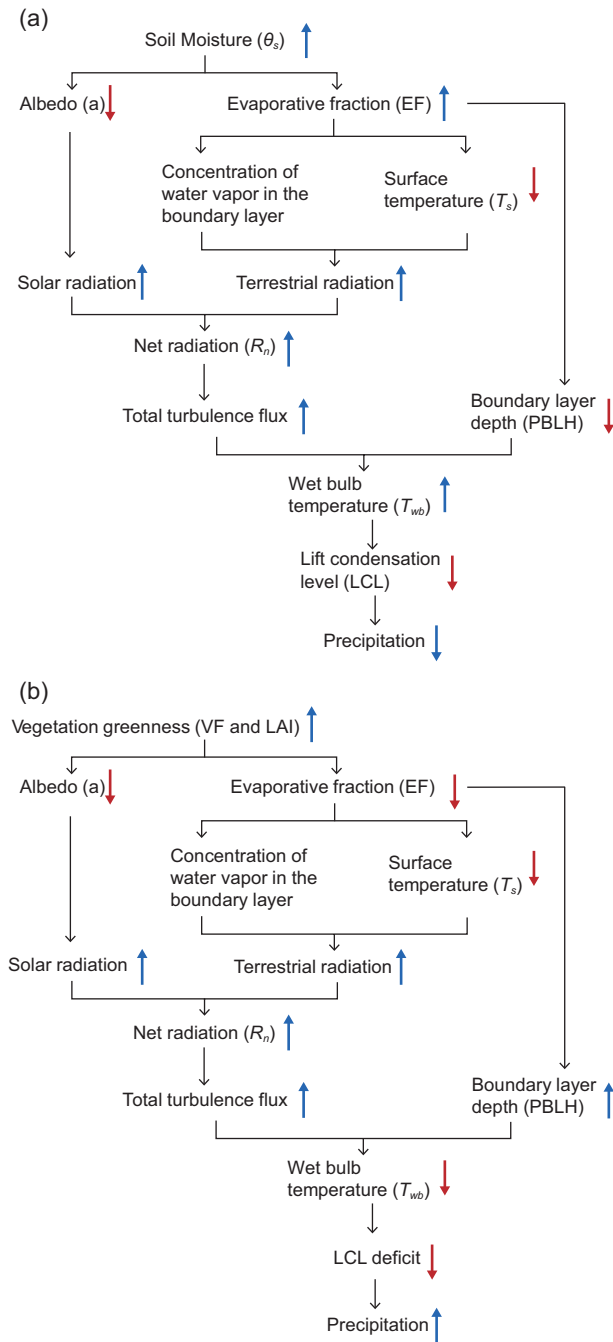 (a)
Soil Moisture (θs)
Albedo (a)
Evaporative fraction (EF)
Concentration of
water vapor in the
boundary layer
Surface
temperature (Ts)
Solar radiation
Terrestrial radiation
Net radiation (Rn)
Total turbulence flux
Boundary layer
depth (PBLH)
Wet bulb
temperature (Twb)
Lift condensation
level (LCL)
Precipitation
(b)
Vegetation greenness (VF and LAI)
Albedo (a)
Evaporative fraction (EF)
Concentration of
water vapor in the
boundary layer
Surface
temperature (Ts)
Solar radiation
Terrestrial radiation
Net radiation (Rn)
Total turbulence flux
Boundary layer
depth (PBLH)
Wet bulb
temperature (Twb)
LCL deficit
Precipitation